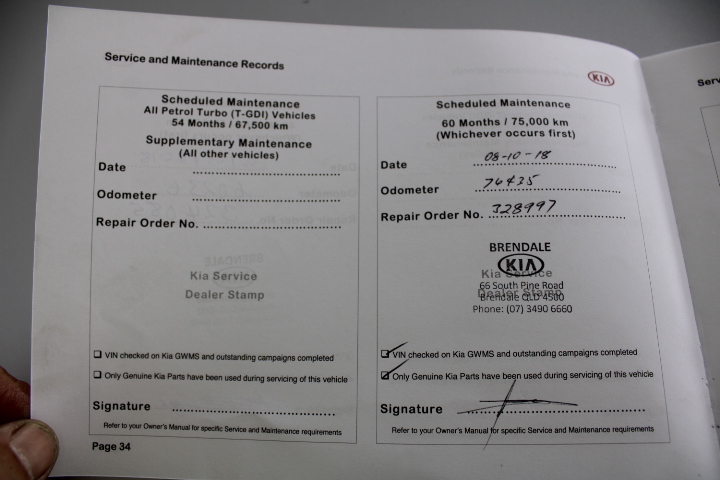 Service and Maintenance Records
KIA
Serv
Scheduled Maintenance
All Petrol Turbo (T-GDI) Vehicles
54 Months / 67,500 km
Supplementary Maintenance
(All other vehicles)
Date
Odometer
Repair Order No.
Kia Service
Dealer Stamp
VIN checked on Kia GWMS and outstanding campaigns completed
Only Genuine Kia Parts have been used during servicing of this vehicle
Signature
Refer to your Owner's Manual for specific Service and Maintenance requirements
Page 34
Scheduled Maintenance
60 Months / 75,000 km
(Whichever occurs first)
Date 08-10-18
Odometer 76435
Repair Order No. 328997
BRENDALE
KIA
Kia Service
66 South Pine Road
Dealer Stamp
Brendale QLD 4500
Phone: (07) 3490 6660
VIN checked on Kia GWMS and outstanding campaigns completed
Only Genuine Kia Parts have been used during servicing of this vehicle
Signature
Refer to your Owner's Manual for specific Service and Maintenance requirements